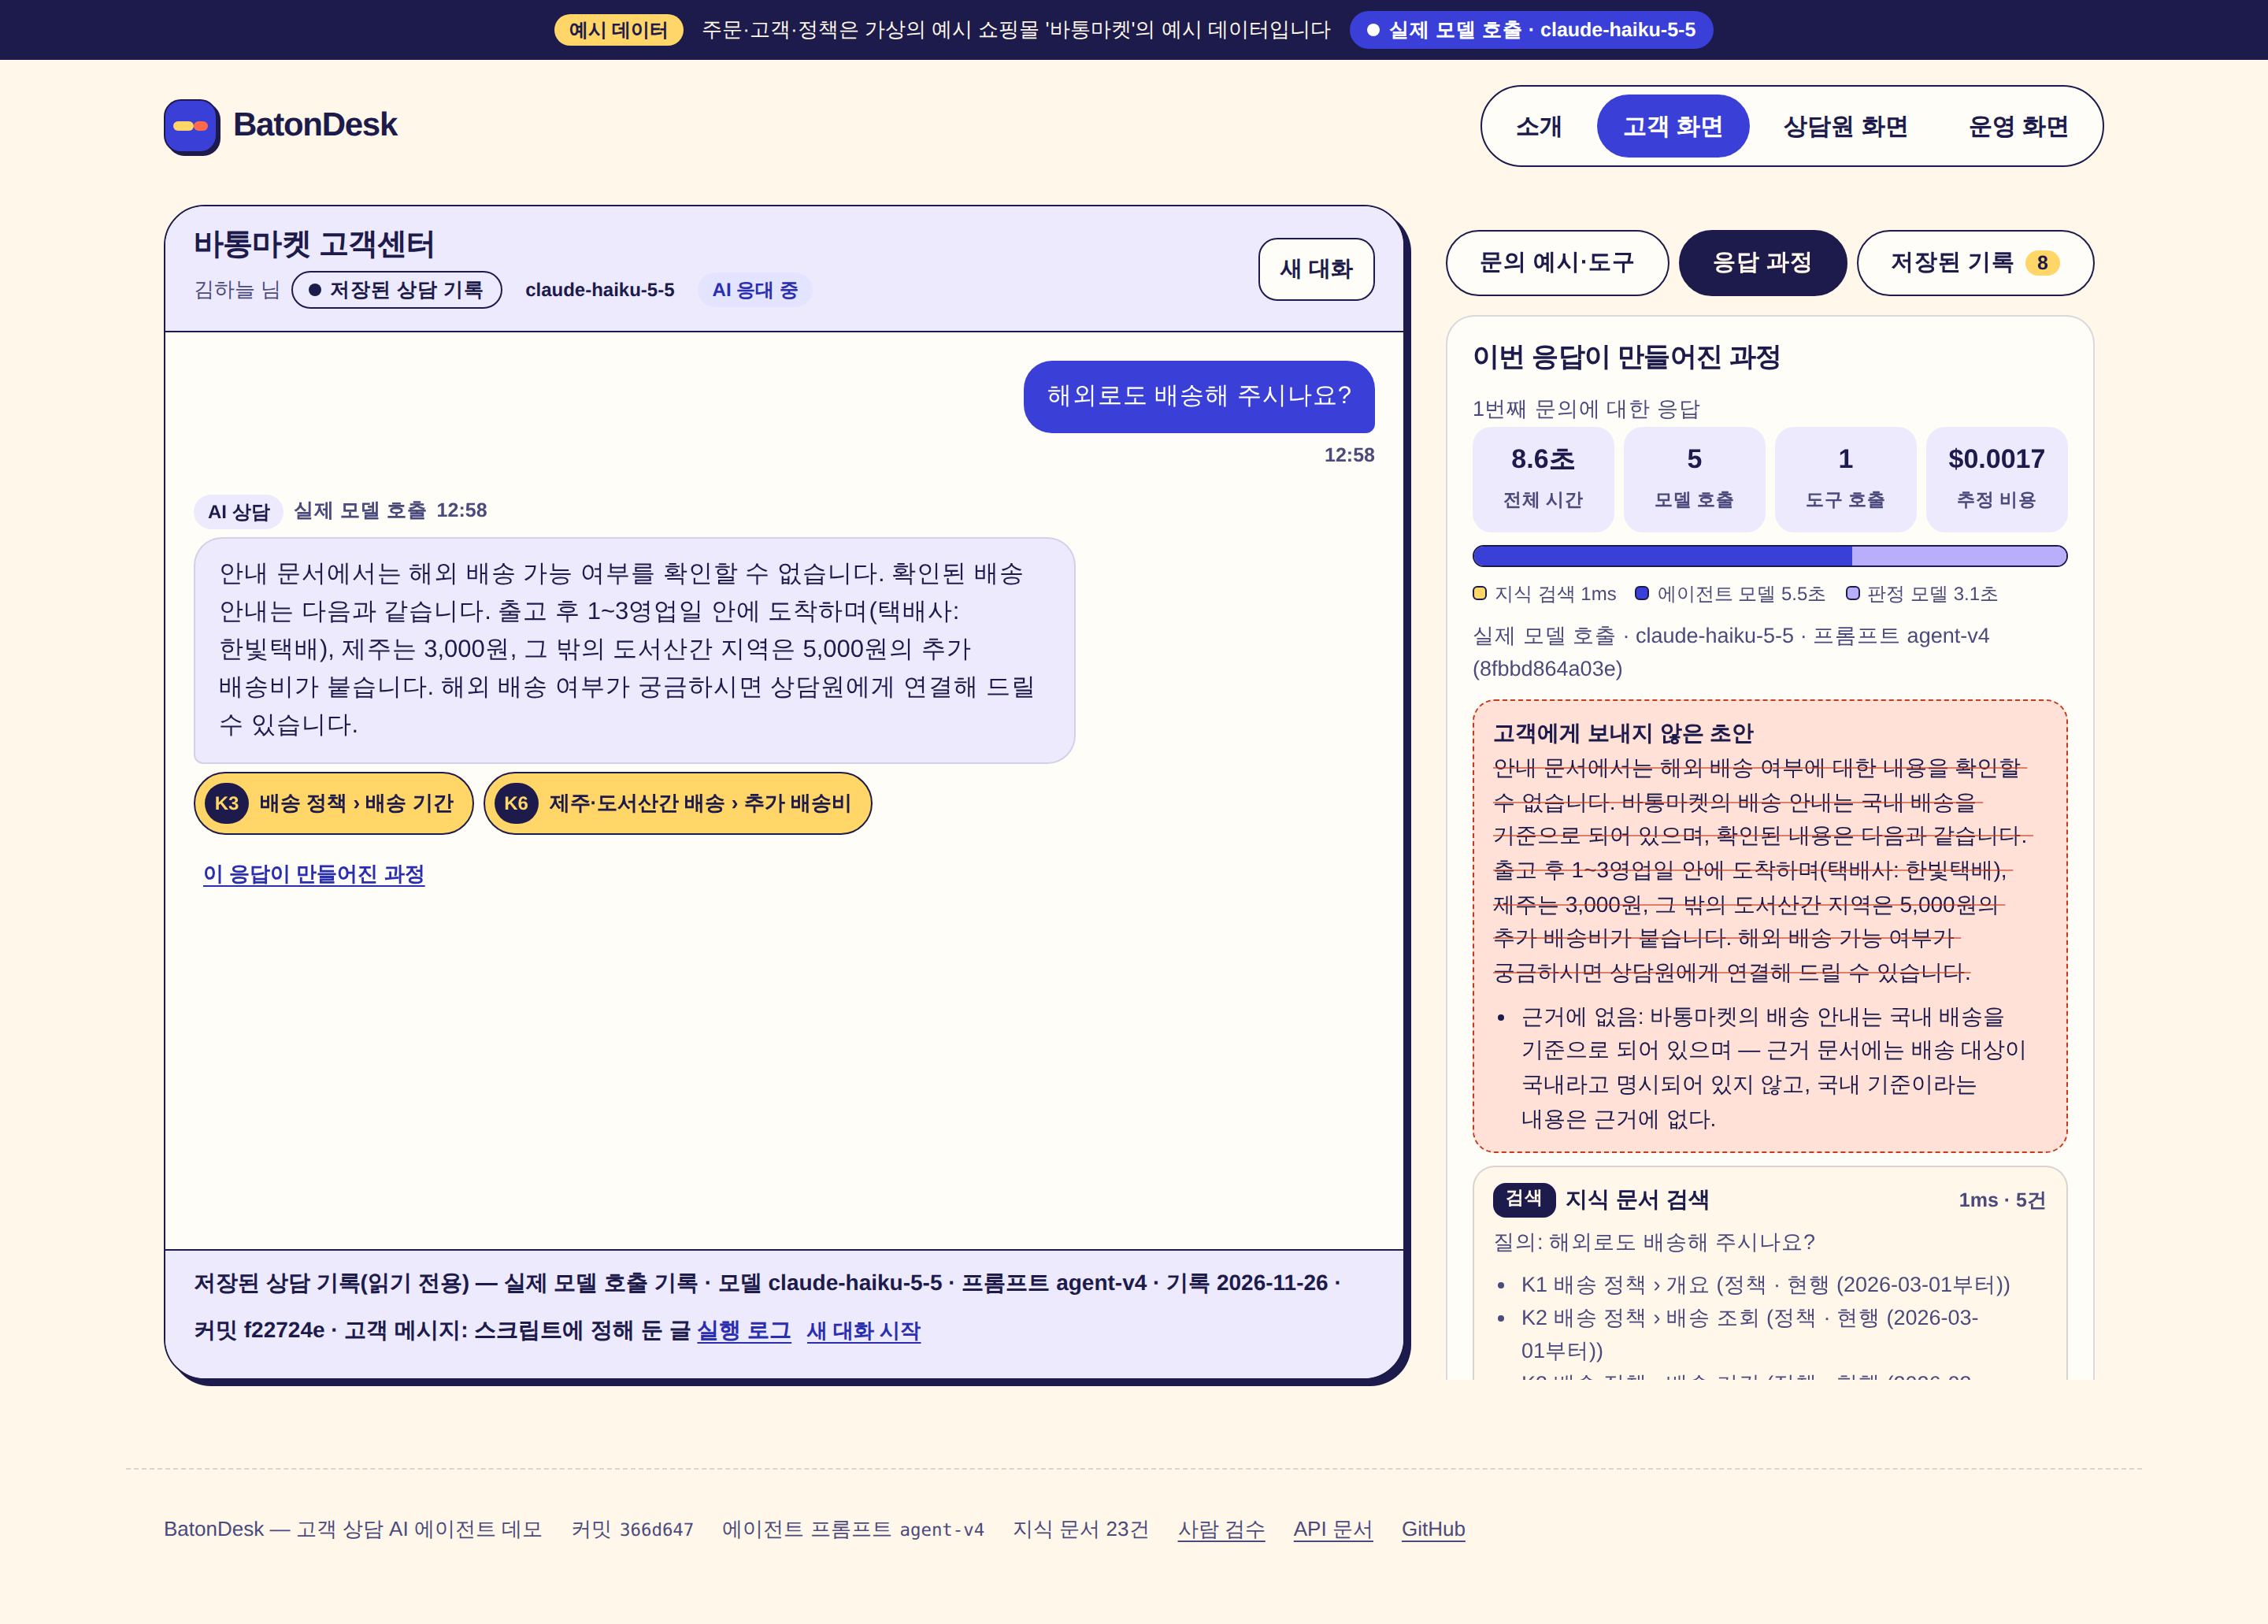 예시 데이터 주문·고객·정책은 가상의 예시 쇼핑몰 '바통마켓'의 예시 데이터입니다 실제 모델 호출 · claude-haiku-5-5
BatonDesk
소개 고객 화면 상담원 화면 운영 화면
바통마켓 고객센터
김하늘 님 저장된 상담 기록 claude-haiku-5-5 AI 응대 중
새 대화
해외로도 배송해 주시나요?
12:58
AI 상담 실제 모델 호출 12:58
안내 문서에서는 해외 배송 가능 여부를 확인할 수 없습니다. 확인된 배송
안내는 다음과 같습니다. 출고 후 1~3영업일 안에 도착하며(택배사:
한빛택배), 제주는 3,000원, 그 밖의 도서산간 지역은 5,000원의 추가
배송비가 붙습니다. 해외 배송 여부가 궁금하시면 상담원에게 연결해 드릴
수 있습니다.
K3 배송 정책 › 배송 기간 K6 제주·도서산간 배송 › 추가 배송비
이 응답이 만들어진 과정
저장된 상담 기록(읽기 전용) — 실제 모델 호출 기록 · 모델 claude-haiku-5-5 · 프롬프트 agent-v4 · 기록 2026-11-26 ·
커밋 f22724e · 고객 메시지: 스크립트에 정해 둔 글 실행 로그 새 대화 시작
문의 예시·도구 응답 과정 저장된 기록 8
이번 응답이 만들어진 과정
1번째 문의에 대한 응답
8.6초 5 1 $0.0017
전체 시간 모델 호출 도구 호출 추정 비용
지식 검색 1ms 에이전트 모델 5.5초 판정 모델 3.1초
실제 모델 호출 · claude-haiku-5-5 · 프롬프트 agent-v4
(8fbbd864a03e)
고객에게 보내지 않은 초안
안내 문서에서는 해외 배송 여부에 대한 내용을 확인할
수 없습니다. 바통마켓의 배송 안내는 국내 배송을
기준으로 되어 있으며, 확인된 내용은 다음과 같습니다.
출고 후 1~3영업일 안에 도착하며(택배사: 한빛택배),
제주는 3,000원, 그 밖의 도서산간 지역은 5,000원의
추가 배송비가 붙습니다. 해외 배송 가능 여부가
궁금하시면 상담원에게 연결해 드릴 수 있습니다.
• 근거에 없음: 바통마켓의 배송 안내는 국내 배송을
기준으로 되어 있으며 — 근거 문서에는 배송 대상이
국내라고 명시되어 있지 않고, 국내 기준이라는
내용은 근거에 없다.
검색 지식 문서 검색 1ms · 5건
질의: 해외로도 배송해 주시나요?
• K1 배송 정책 › 개요 (정책 · 현행 (2026-03-01부터))
• K2 배송 정책 › 배송 조회 (정책 · 현행 (2026-03-
01부터))
BatonDesk — 고객 상담 AI 에이전트 데모 커밋 366d647 에이전트 프롬프트 agent-v4 지식 문서 23건 사람 검수 API 문서 GitHub